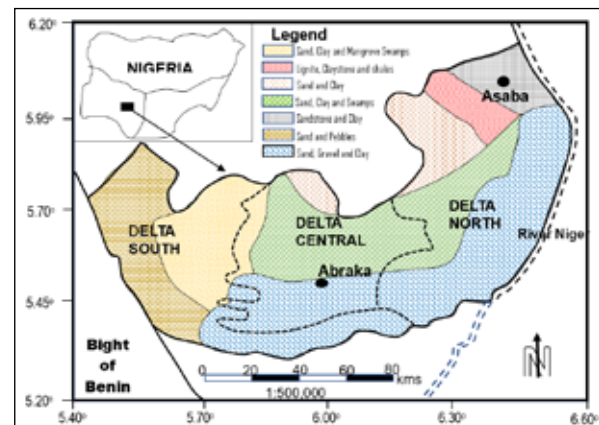 6.20°
5.95°
5.70°
5.45°
5.20°
5.40°
5.70°
6.00°
6.30°
6.60°
NIGERIA
Legend
Sand, Clay and Mangrove Swamps
Lignite, Claystone and shales
Sand and Clay
Sand, Clay and Swamps
Sandstone and Clay
Sand and Pebbles
Sand, Gravel and Clay
Asaba
DELTA
SOUTH
DELTA
CENTRAL
DELTA
NORTH
River Niger
Abraka
Bight
of
Benin
0 20 40 60 80
kms
1:500,000
N